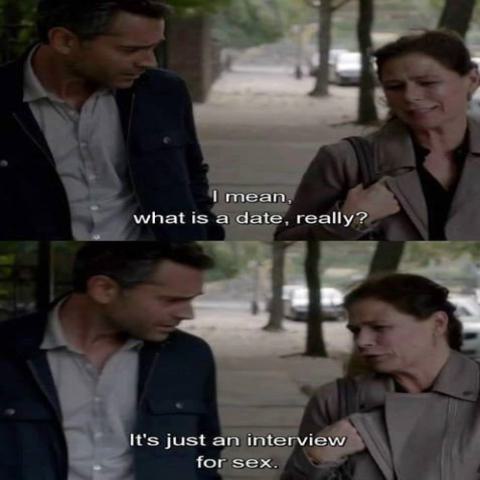 I mean,
what is a date, really?
It's just an interview
for sex.